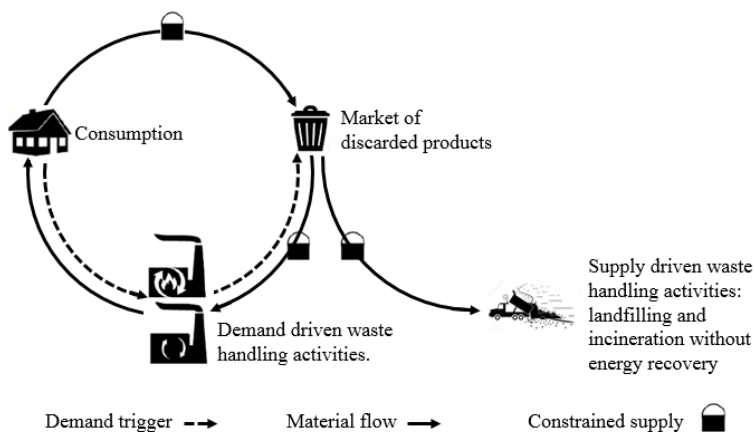 Consumption
Market of
discarded products
Demand driven waste
handling activities.
Supply driven waste
handling activities:
landfilling and
incineration without
energy recovery
Demand trigger
Material flow
Constrained supply